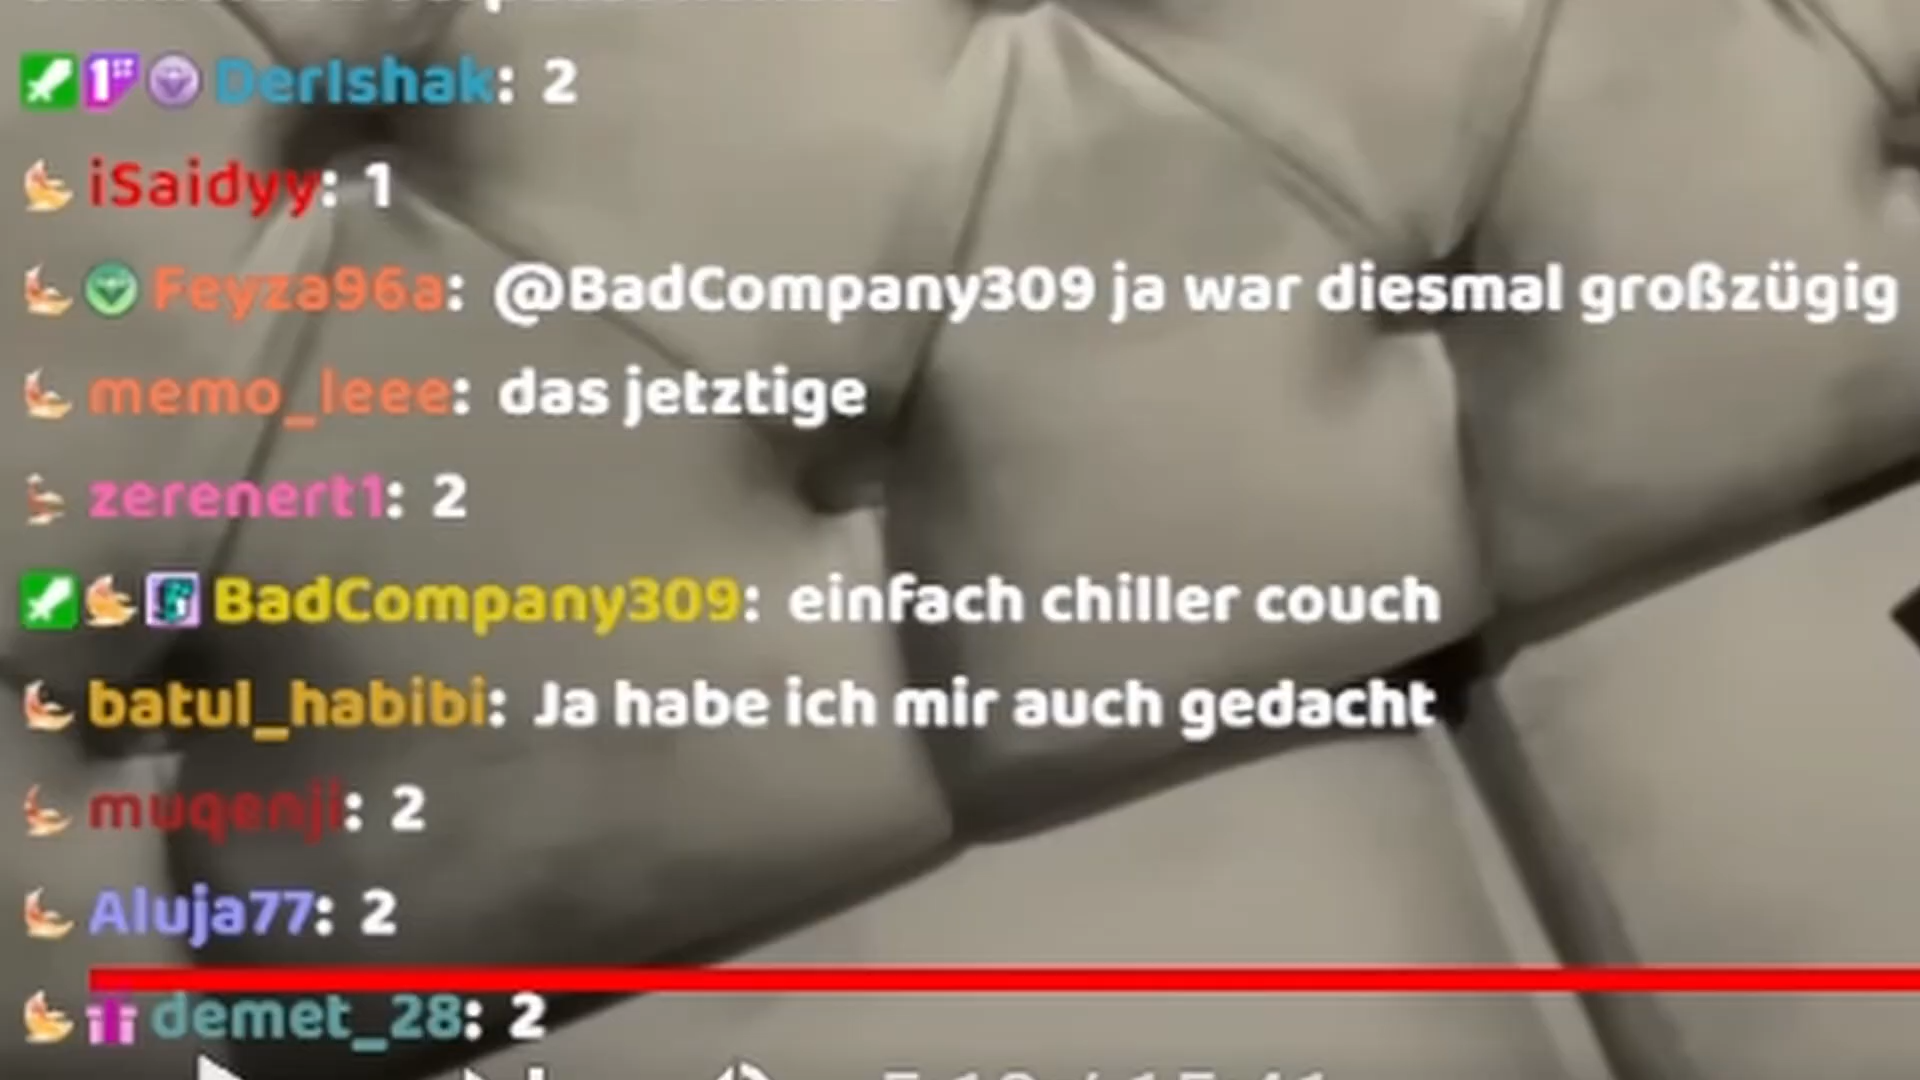 DerIshak: 2
iSaidyy: 1
Feyza96a: @BadCompany309 ja war diesmal großzügig
memo_leee: das jetztige
zerenert1: 2
BadCompany309: einfach chiller couch
batul_habibi: Ja habe ich mir auch gedacht
muqenji: 2
Aluja77: 2
demet_28: 2